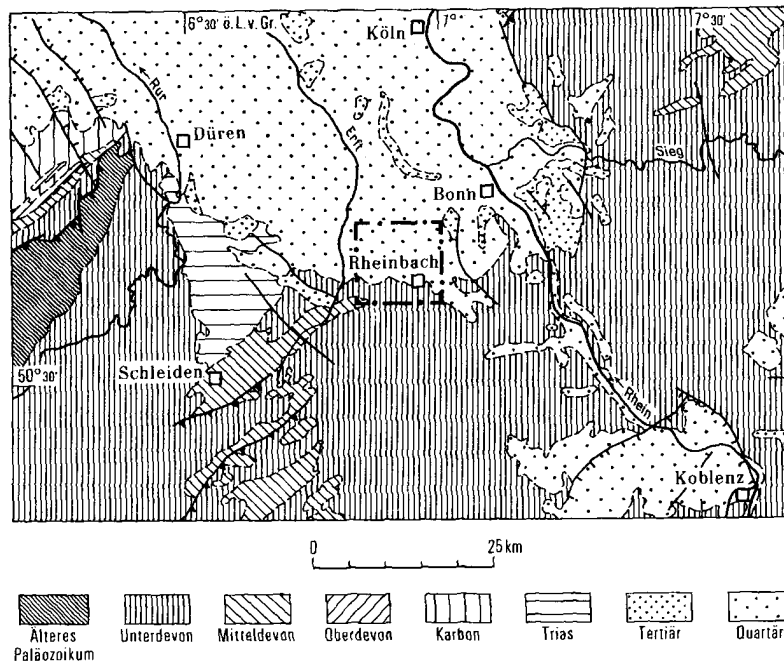 6° 30' ö.L.v.Gr.
Köln
7°
7° 30'
Rur
Düren
Erft
Sieg
Bonn
Rheinbach
50° 30'
Schleiden
Rhein
Koblenz
0 25 km
Älteres Paläozoikum
Unterdevon
Mitteldevon
Oberdevon
Karbon
Trias
Tertiär
Quartär